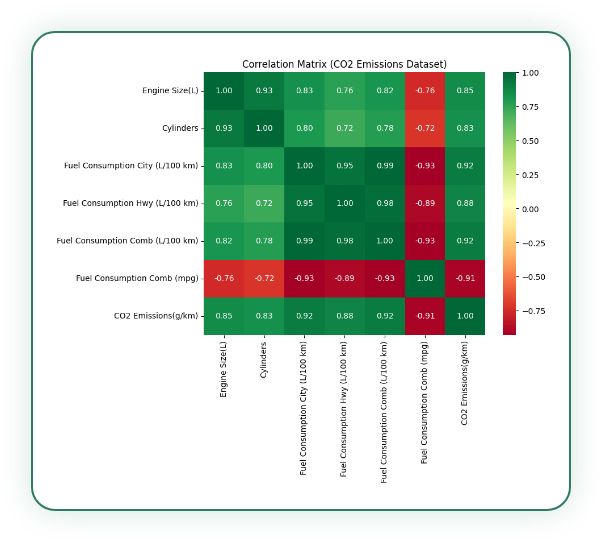 Correlation Matrix (CO2 Emissions Dataset)
Engine Size(L) 1.00 0.93 0.83 0.76 0.82 -0.76 0.85
Cylinders 0.93 1.00 0.80 0.72 0.78 -0.72 0.83
Fuel Consumption City (L/100 km) 0.83 0.80 1.00 0.95 0.99 -0.93 0.92
Fuel Consumption Hwy (L/100 km) 0.76 0.72 0.95 1.00 0.98 -0.89 0.88
Fuel Consumption Comb (L/100 km) 0.82 0.78 0.99 0.98 1.00 -0.93 0.92
Fuel Consumption Comb (mpg) -0.76 -0.72 -0.93 -0.89 -0.93 1.00 -0.91
CO2 Emissions(g/km) 0.85 0.83 0.92 0.88 0.92 -0.91 1.00
Engine Size(L)
Cylinders
Fuel Consumption City (L/100 km)
Fuel Consumption Hwy (L/100 km)
Fuel Consumption Comb (L/100 km)
Fuel Consumption Comb (mpg)
CO2 Emissions(g/km)
1.00
0.75
0.50
0.25
0.00
−0.25
−0.50
−0.75